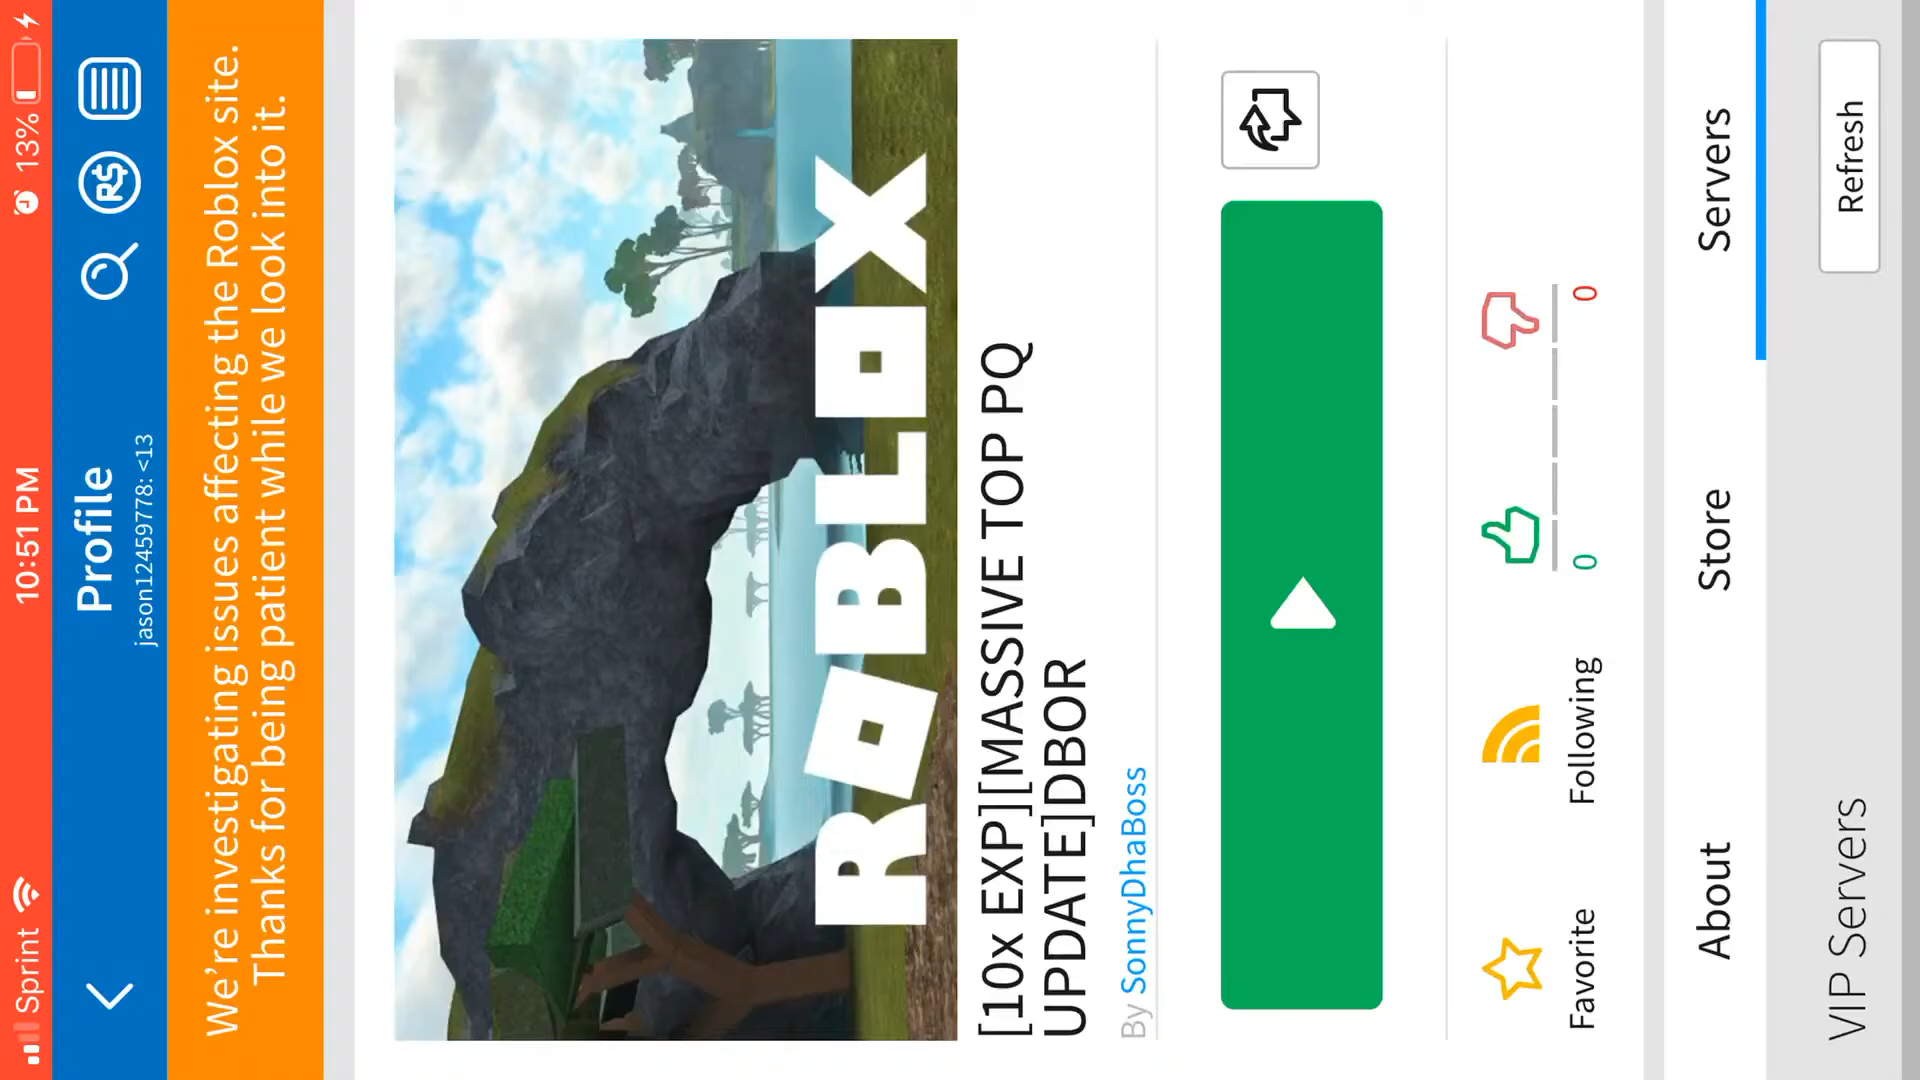 Sprint 10:51 PM 13%
Profile
jason12459778: <13
R$
We're investigating issues affecting the Roblox site.
Thanks for being patient while we look into it.
ROBLOX
[10x EXP][MASSIVE TOP PQ
UPDATE]DBOR
By SonnyDhaBoss
0 0
Favorite Following
About Store Servers
VIP Servers Refresh